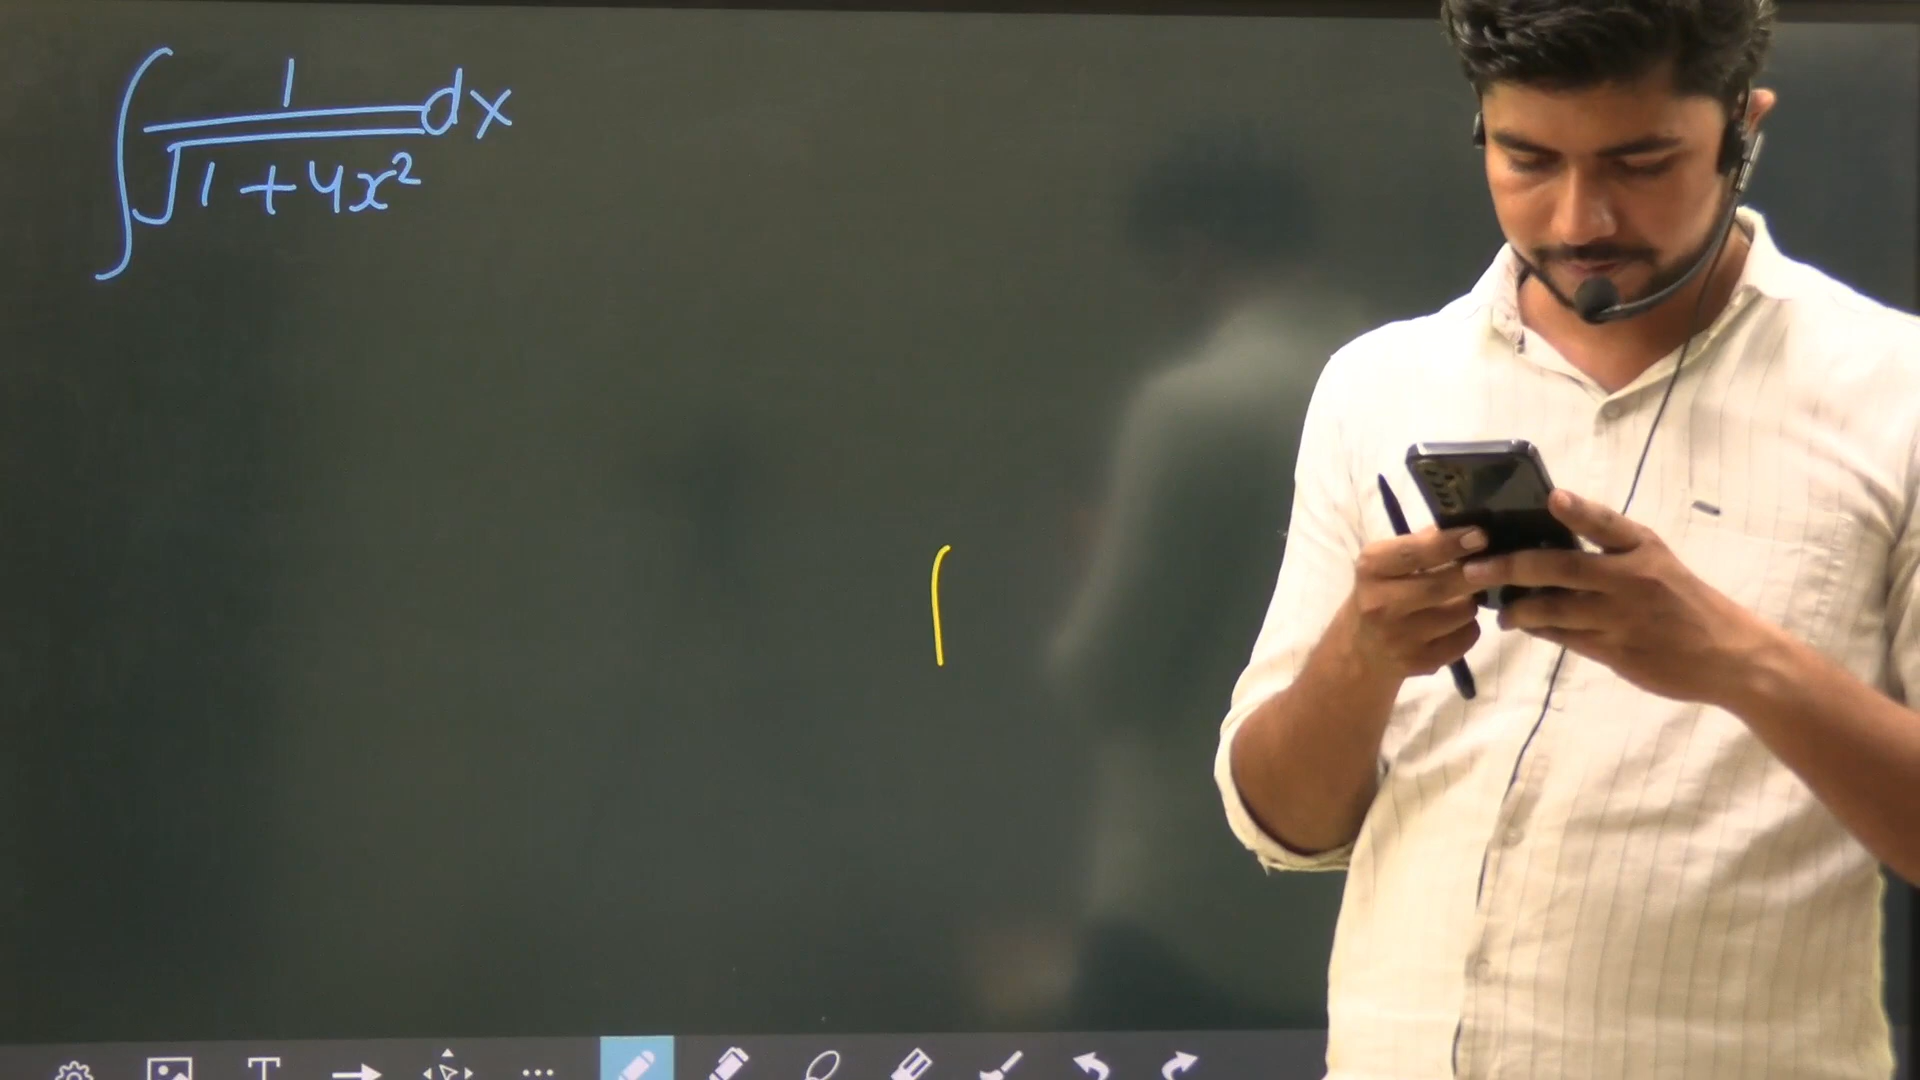 ∫ 1/√(1+4x²) dx
T